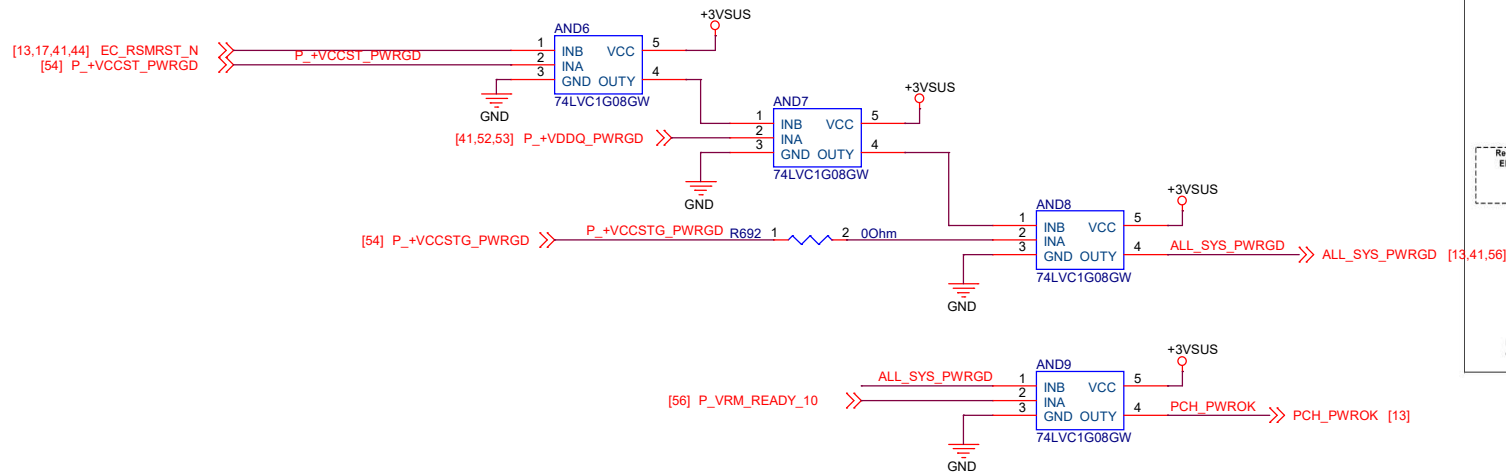 +3VSUS
AND6
[13,17,41,44] EC_RSMRST_N
1 INB VCC 5
[54] P_+VCCST_PWRGD
P_+VCCST_PWRGD
2 INA
3 GND OUTY 4
GND
74LVC1G08GW
+3VSUS
AND7
1 INB VCC 5
[41,52,53] P_+VDDQ_PWRGD
2 INA
3 GND OUTY 4
GND
74LVC1G08GW
+3VSUS
AND8
1 INB VCC 5
[54] P_+VCCSTG_PWRGD
P_+VCCSTG_PWRGD R692 1 2 0Ohm
2 INA
3 GND OUTY 4
ALL_SYS_PWRGD
ALL_SYS_PWRGD [13,41,56]
GND
74LVC1G08GW
+3VSUS
AND9
ALL_SYS_PWRGD
1 INB VCC 5
[56] P_VRM_READY_10
2 INA
3 GND OUTY 4
PCH_PWROK
PCH_PWROK [13]
GND
74LVC1G08GW